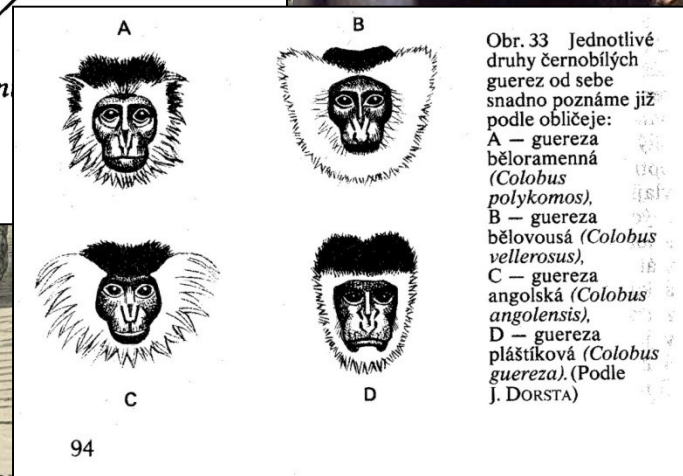 A
B
C
D
Obr. 33 Jednotlivé
druhy černobílých
guerez od sebe
snadno poznáme již
podle obličeje:
A — guereza
běloramenná
(Colobus
polykomos),
B — guereza
bělovousá (Colobus
vellerosus),
C — guereza
angolská (Colobus
angolensis),
D — guereza
pláštíková (Colobus
guereza). (Podle
J. DORSTA)
94